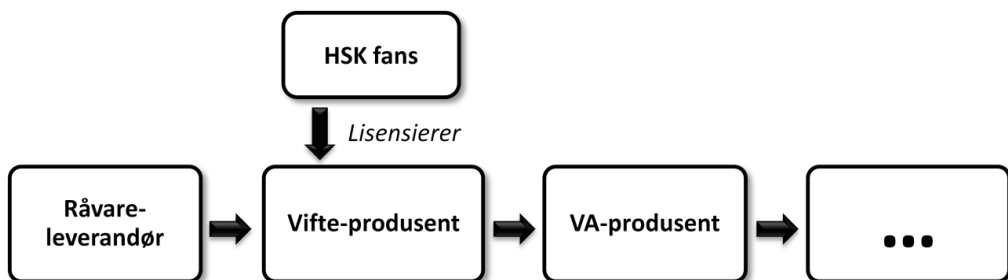 HSK fans
Lisensierer
Råvare-
leverandør
Vifte-produsent
VA-produsent
...